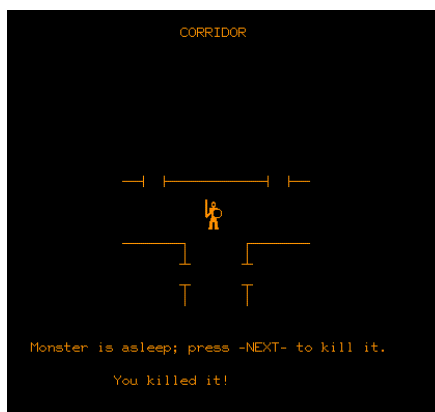 CORRIDOR
Monster is asleep; press -NEXT- to kill it.
You killed it!